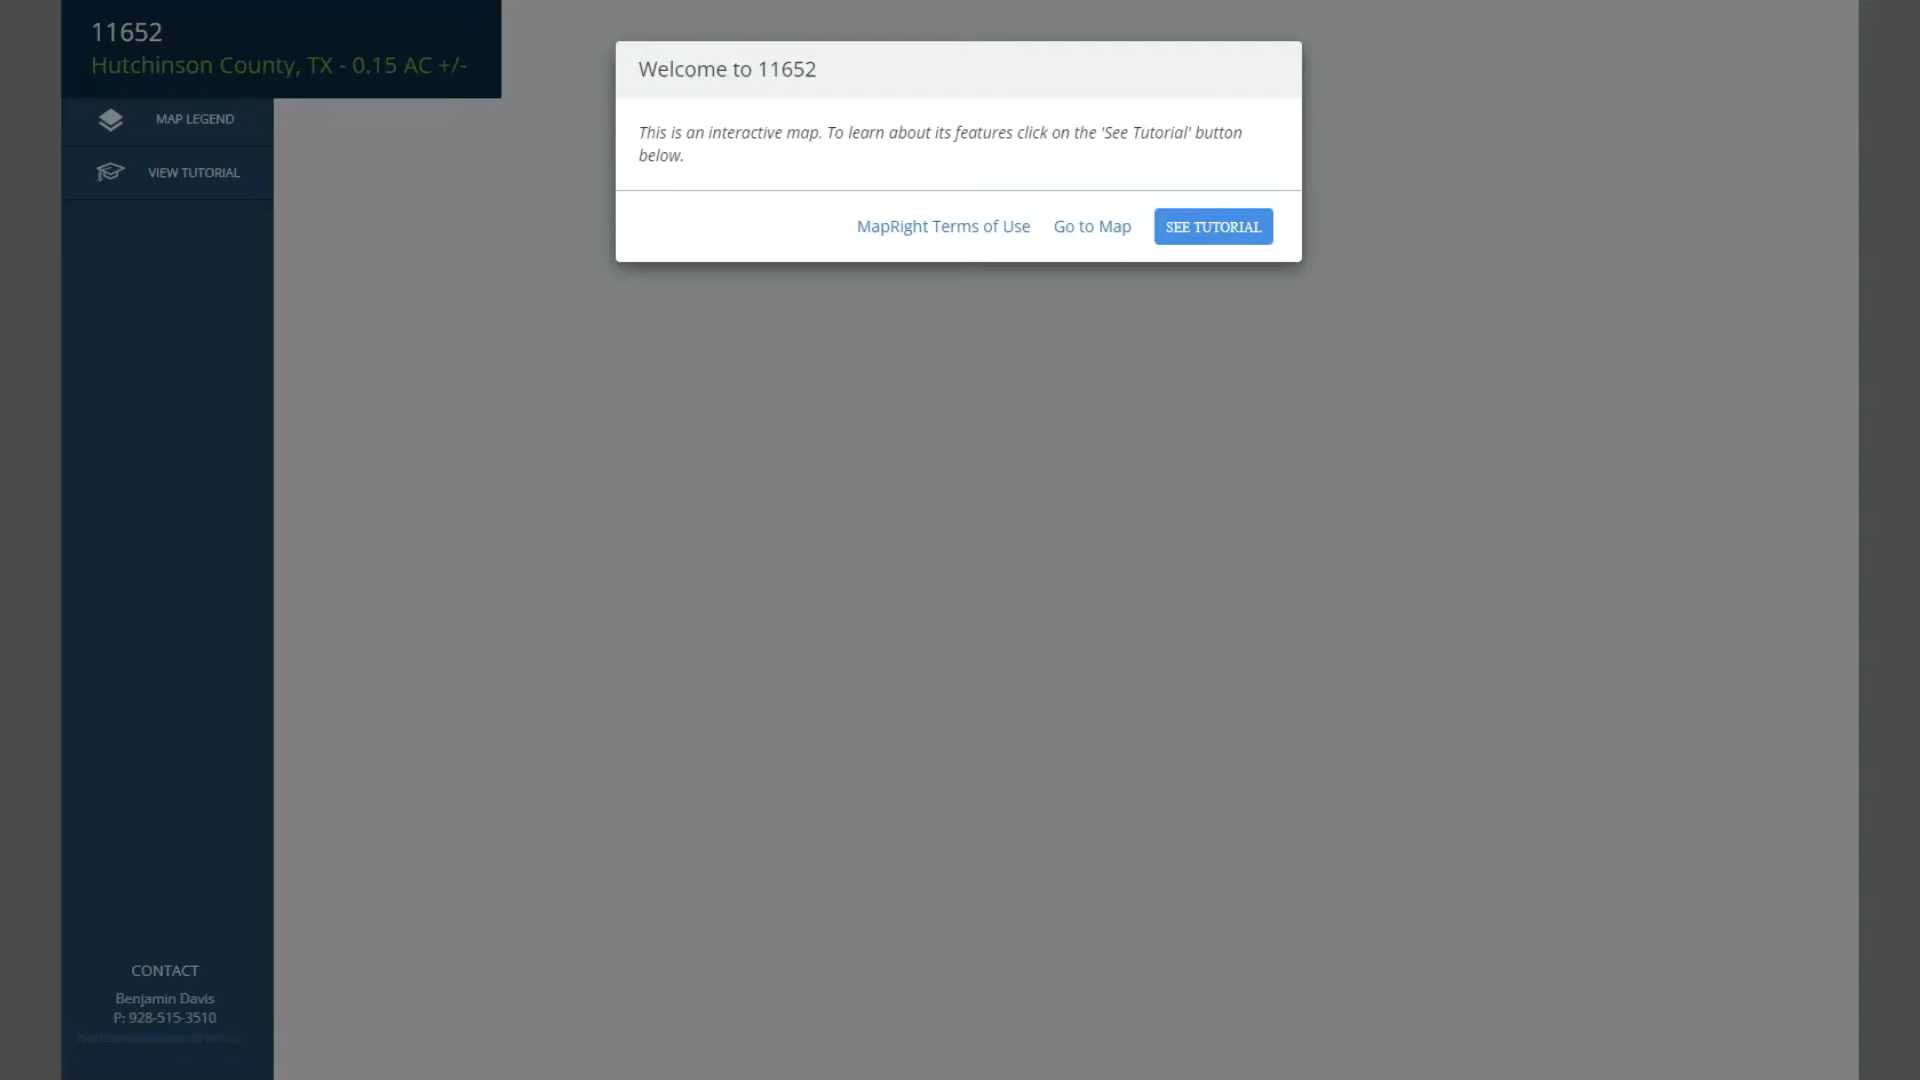 11652
Hutchinson County, TX - 0.15 AC +/-
MAP LEGEND
VIEW TUTORIAL
Welcome to 11652
This is an interactive map. To learn about its features click on the 'See Tutorial' button
below.
MapRight Terms of Use
Go to Map
SEE TUTORIAL
CONTACT
Benjamin Davis
P: 928-515-3510